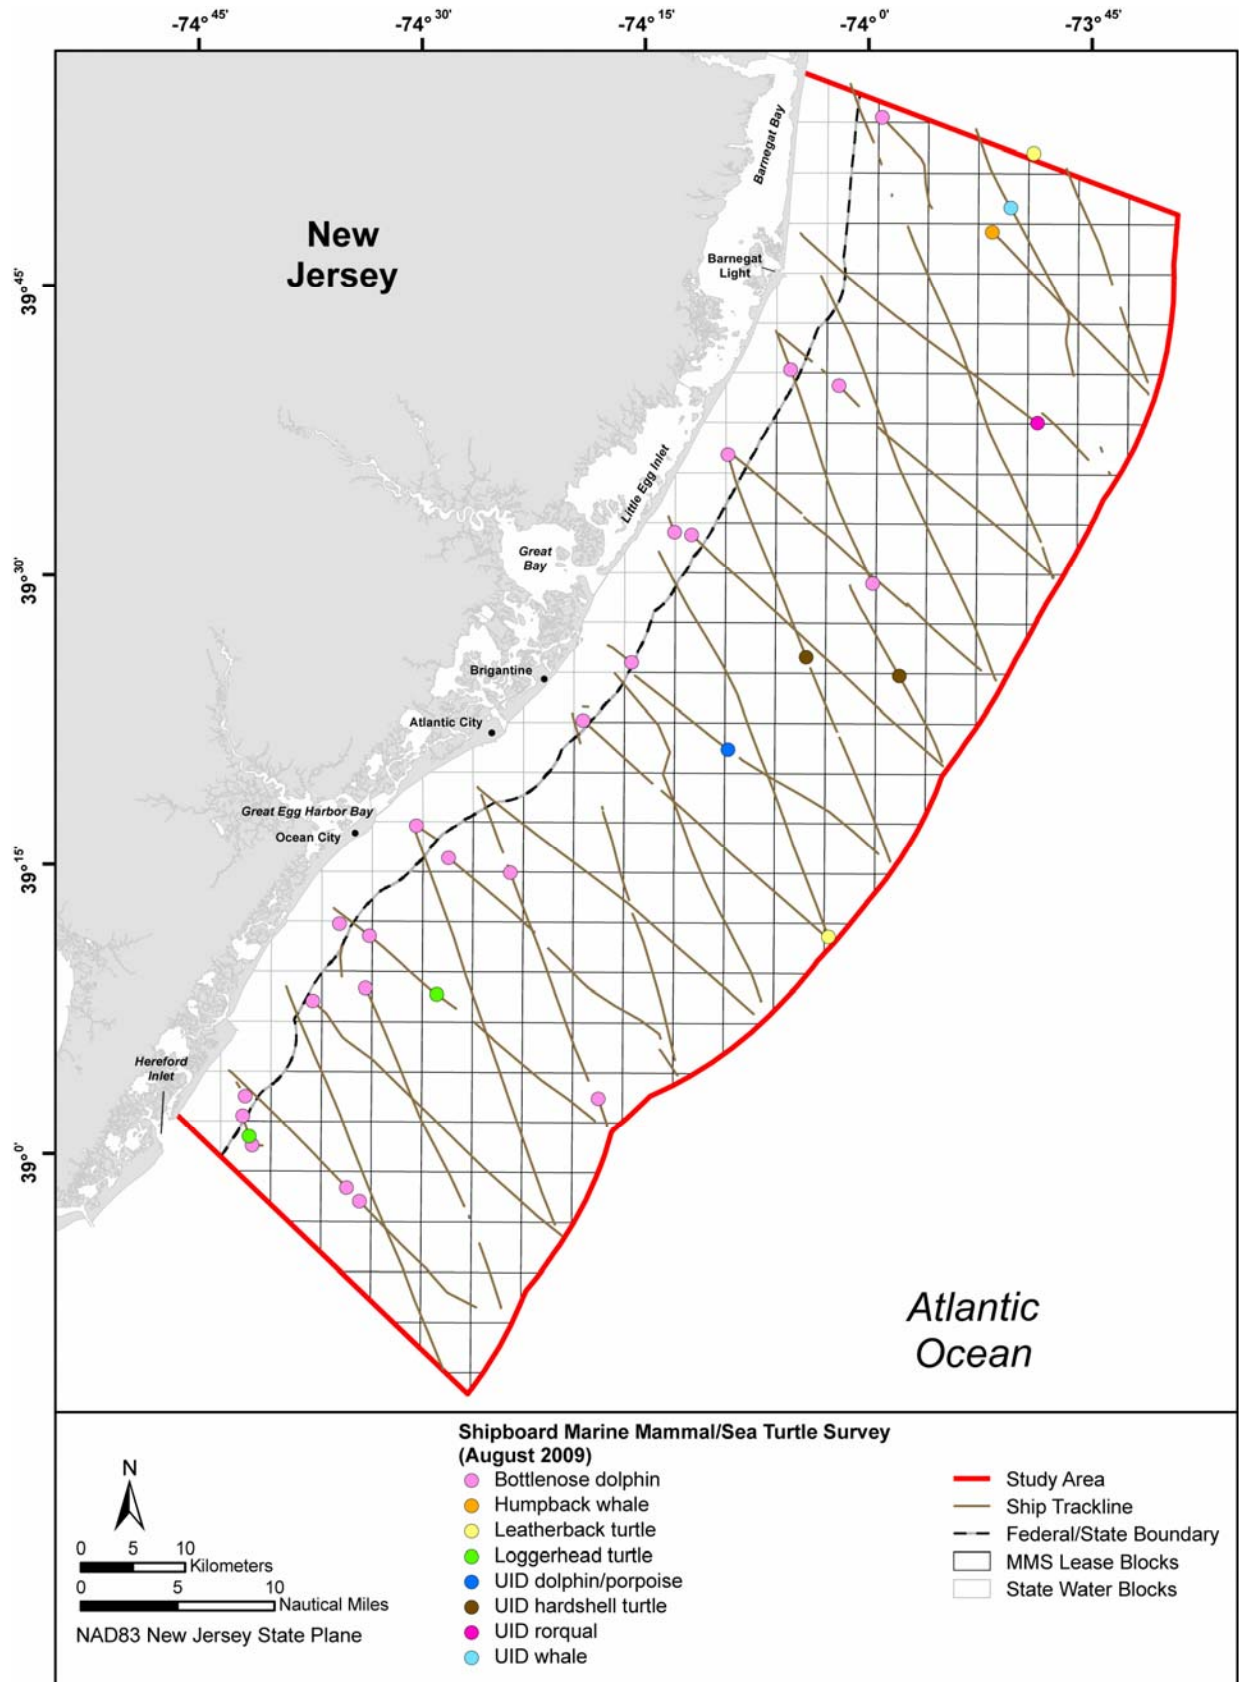 -74° 45'
-74° 30'
-74° 15'
-74° 0'
-73° 45'
39° 45'
39° 30'
39° 15'
39° 0'
New
Jersey
Barnegat Bay
Barnegat
Light
Little Egg Inlet
Great
Bay
Brigantine
Atlantic City
Great Egg Harbor Bay
Ocean City
Hereford
Inlet
Atlantic
Ocean
N
0 5 10
Kilometers
0 5 10
Nautical Miles
NAD83 New Jersey State Plane
Shipboard Marine Mammal/Sea Turtle Survey
(August 2009)
Bottlenose dolphin
Humpback whale
Leatherback turtle
Loggerhead turtle
UID dolphin/porpoise
UID hardshell turtle
UID rorqual
UID whale
Study Area
Ship Trackline
Federal/State Boundary
MMS Lease Blocks
State Water Blocks